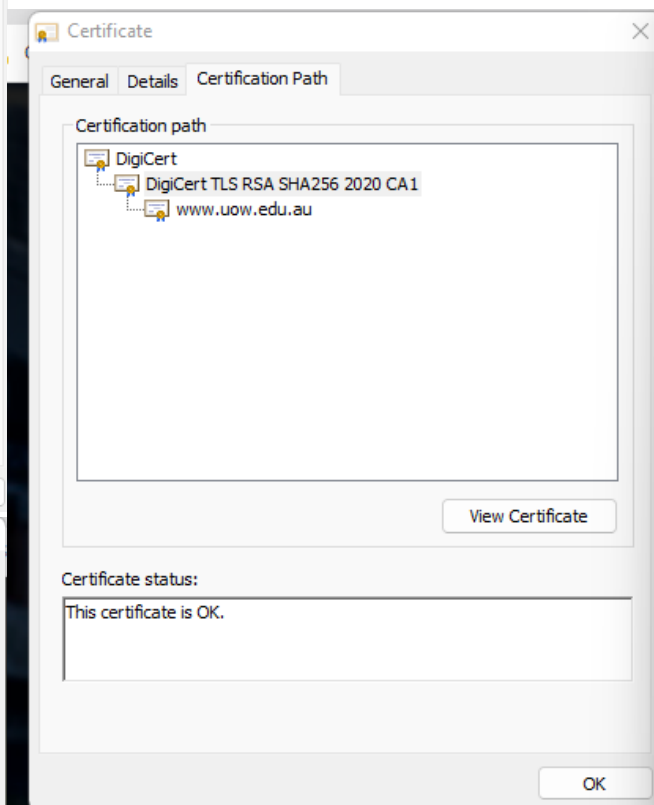 Certificate
General Details Certification Path
Certification path
DigiCert
DigiCert TLS RSA SHA256 2020 CA1
www.uow.edu.au
View Certificate
Certificate status:
This certificate is OK.
OK